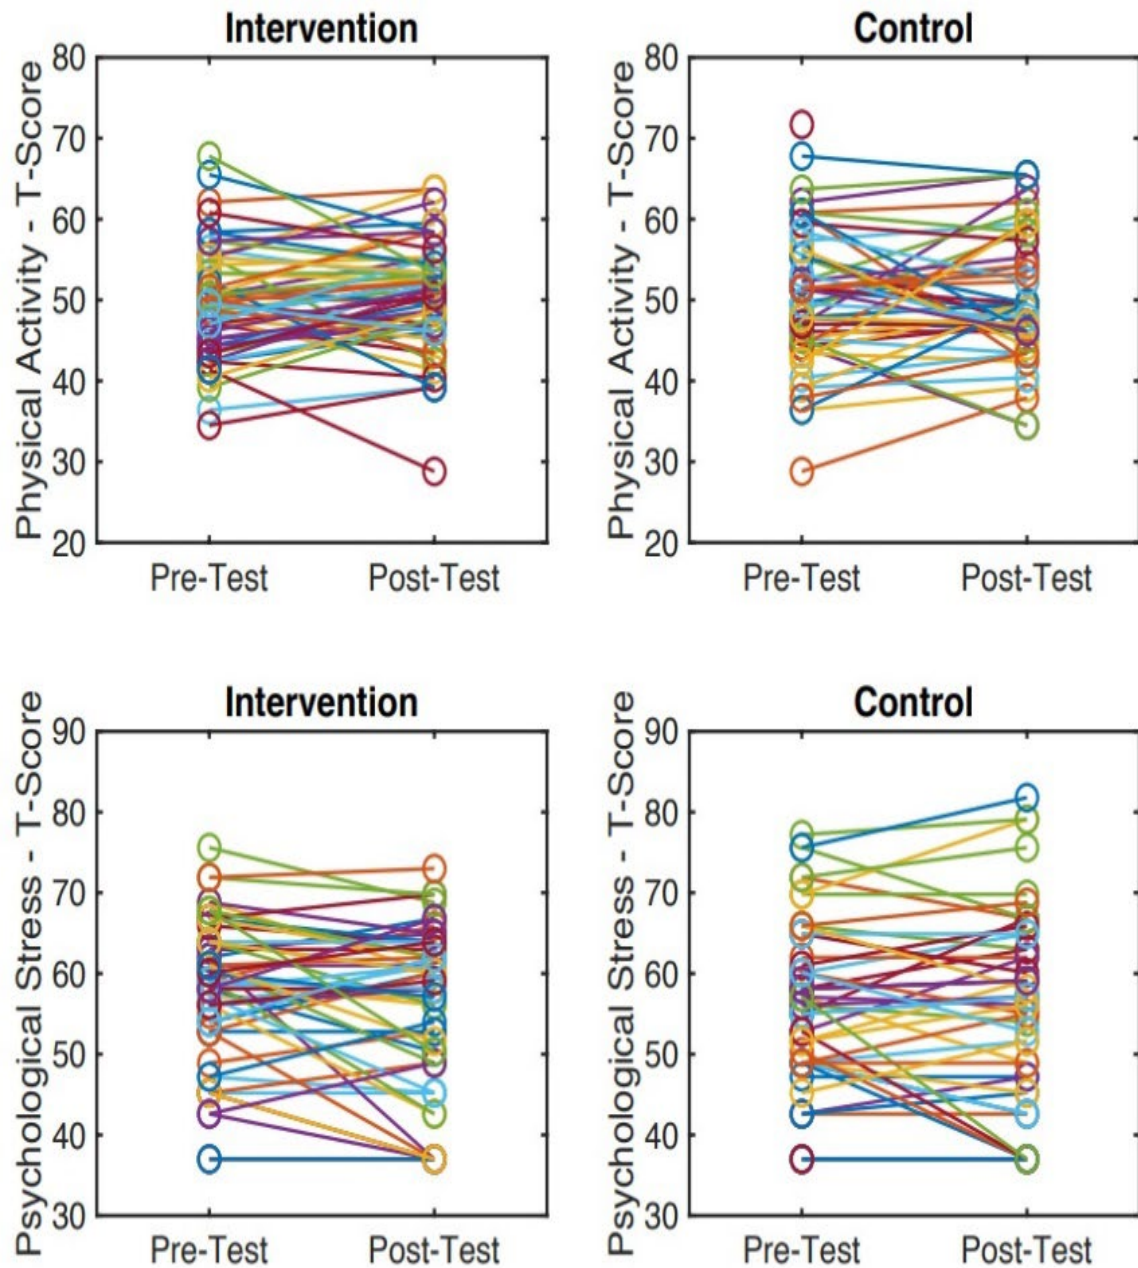 Intervention
Control
Physical Activity - T-Score
80
70
60
50
40
30
20
Pre-Test
Post-Test
Physical Activity - T-Score
80
70
60
50
40
30
20
Pre-Test
Post-Test
Intervention
Control
Psychological Stress - T-Score
90
80
70
60
50
40
30
Pre-Test
Post-Test
Psychological Stress - T-Score
90
80
70
60
50
40
30
Pre-Test
Post-Test